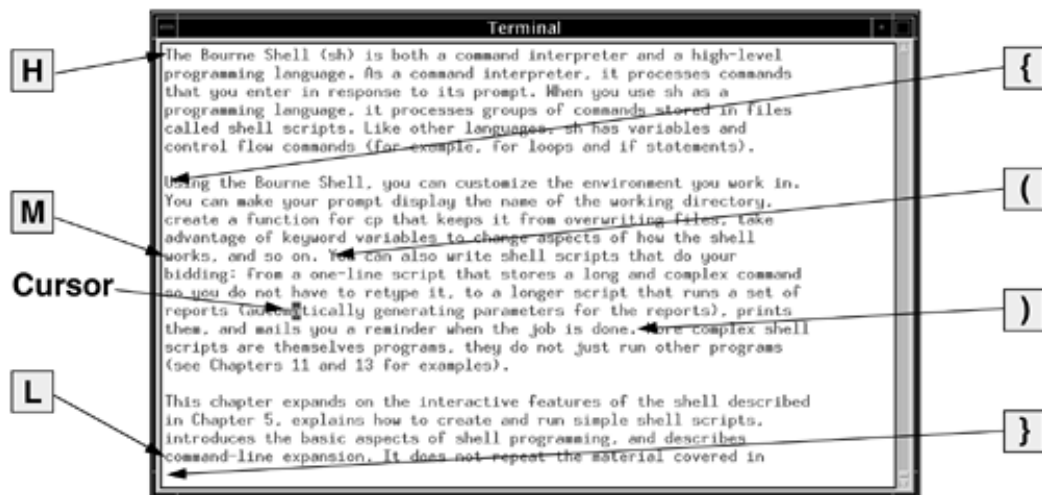 Terminal
H
{
The Bourne Shell (sh) is both a command interpreter and a high-level
programming language. As a command interpreter, it processes commands
that you enter in response to its prompt. When you use sh as a
programming language, it processes groups of commands stored in files
called shell scripts. Like other languages, sh has variables and
control flow commands (for example, for loops and if statements).
Using the Bourne Shell, you can customize the environment you work in.
You can make your prompt display the name of the working directory,
create a function for cp that keeps it from overwriting files, take
advantage of keyword variables to change aspects of how the shell
works, and so on. You can also write shell scripts that do your
bidding: from a one-line script that stores a long and complex command
so you do not have to retype it, to a longer script that runs a set of
reports (automatically generating parameters for the reports), prints
them, and mails you a reminder when the job is done. More complex shell
scripts are themselves programs, they do not just run other programs
(see Chapters 11 and 13 for examples).
This chapter expands on the interactive features of the shell described
in Chapter 5, explains how to create and run simple shell scripts,
introduces the basic aspects of shell programming, and describes
command-line expansion. It does not repeat the material covered in
M
(
Cursor
)
L
}